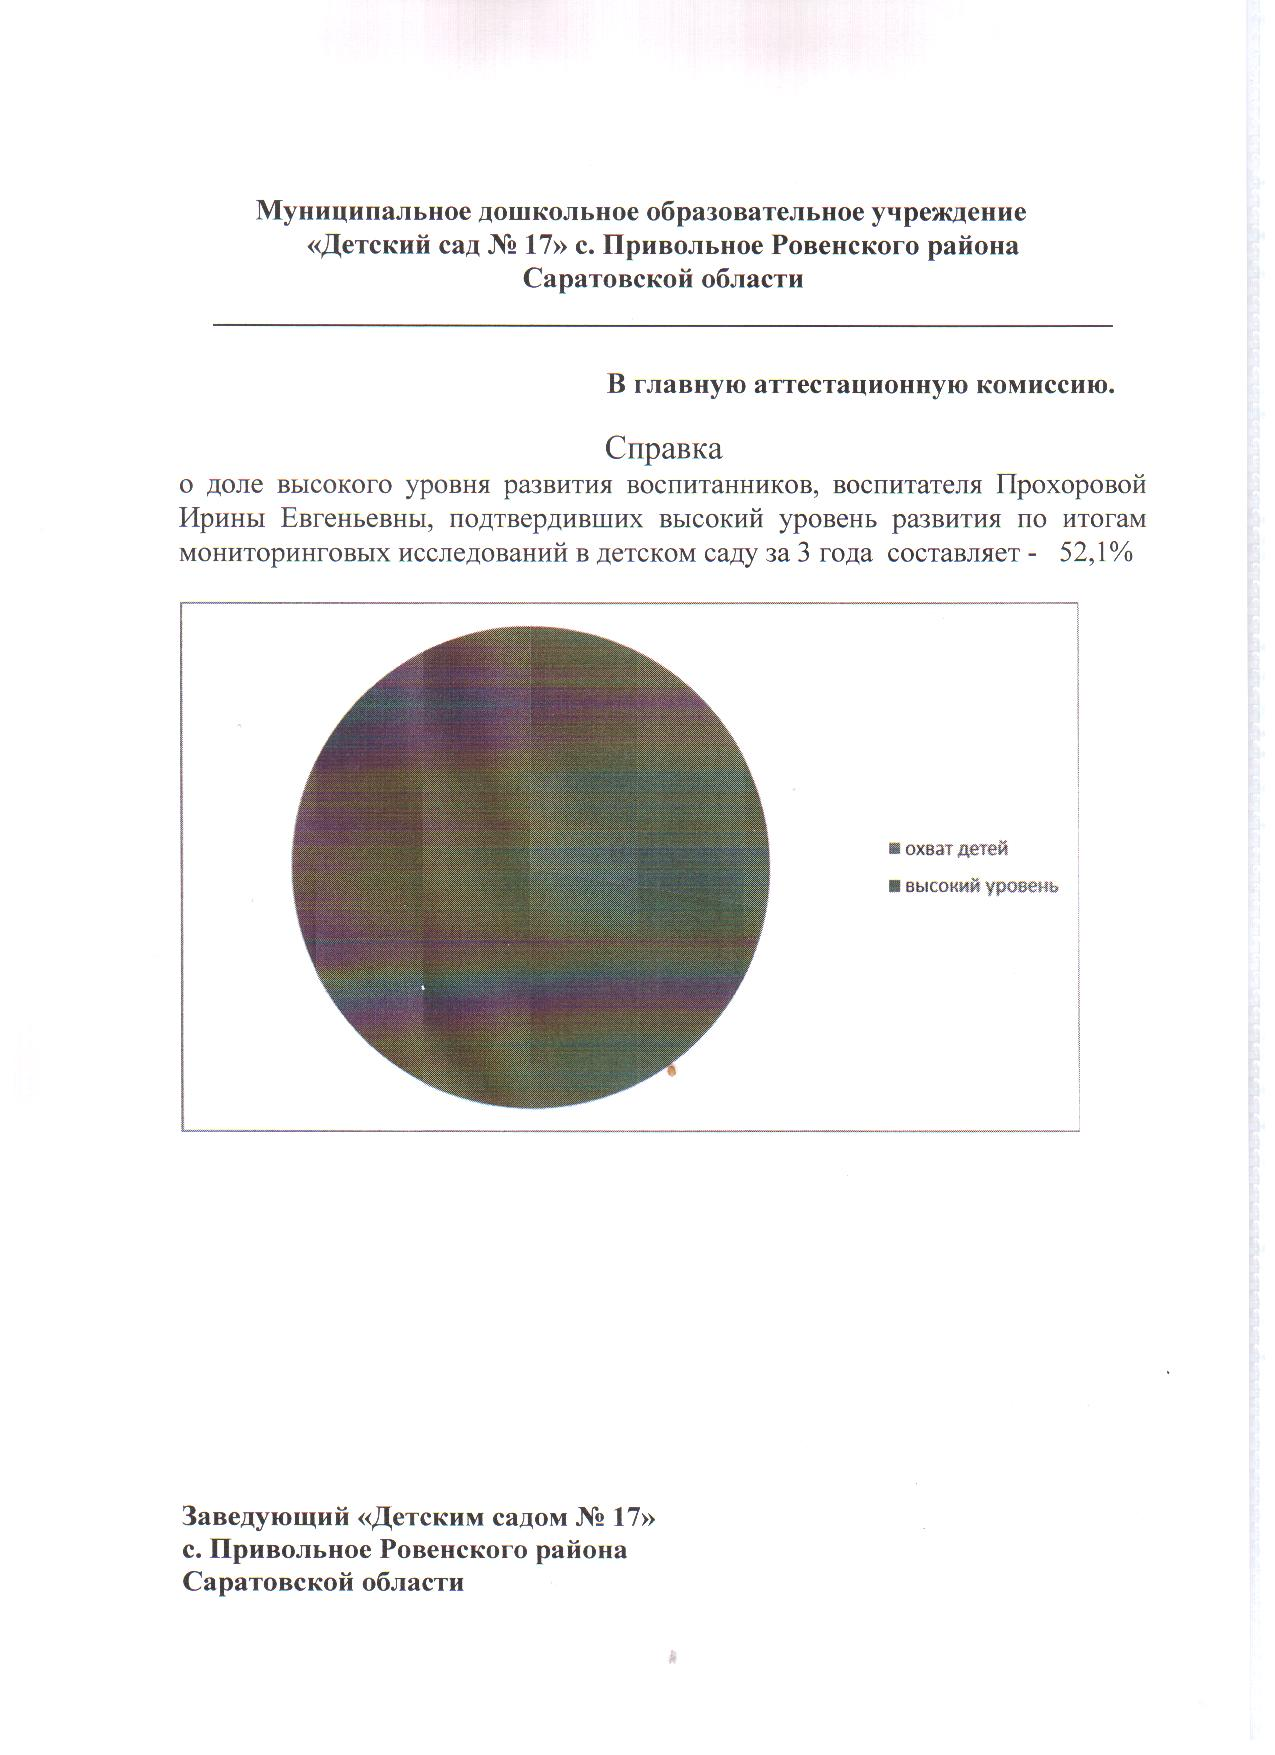 Муниципальное дошкольное образовательное учреждение
«Детский сад № 17» с. Привольное Ровенского района
Саратовской области
В главную аттестационную комиссию.
Справка
о доле высокого уровня развития воспитанников, воспитателя Прохоровой
Ирины Евгеньевны, подтвердивших высокий уровень развития по итогам
мониторинговых исследований в детском саду за 3 года составляет - 52,1%
охват детей
высокий уровень
Заведующий «Детским садом № 17»
с. Привольное Ровенского района
Саратовской области